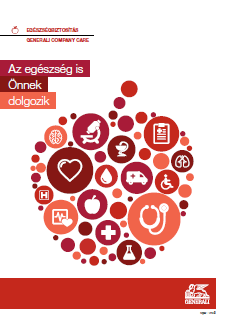 EGÉSZSÉGBIZTOSÍTÁS
GENERALI COMPANY CARE
Az egészség is
Önnek
dolgozik
H
GENERALI